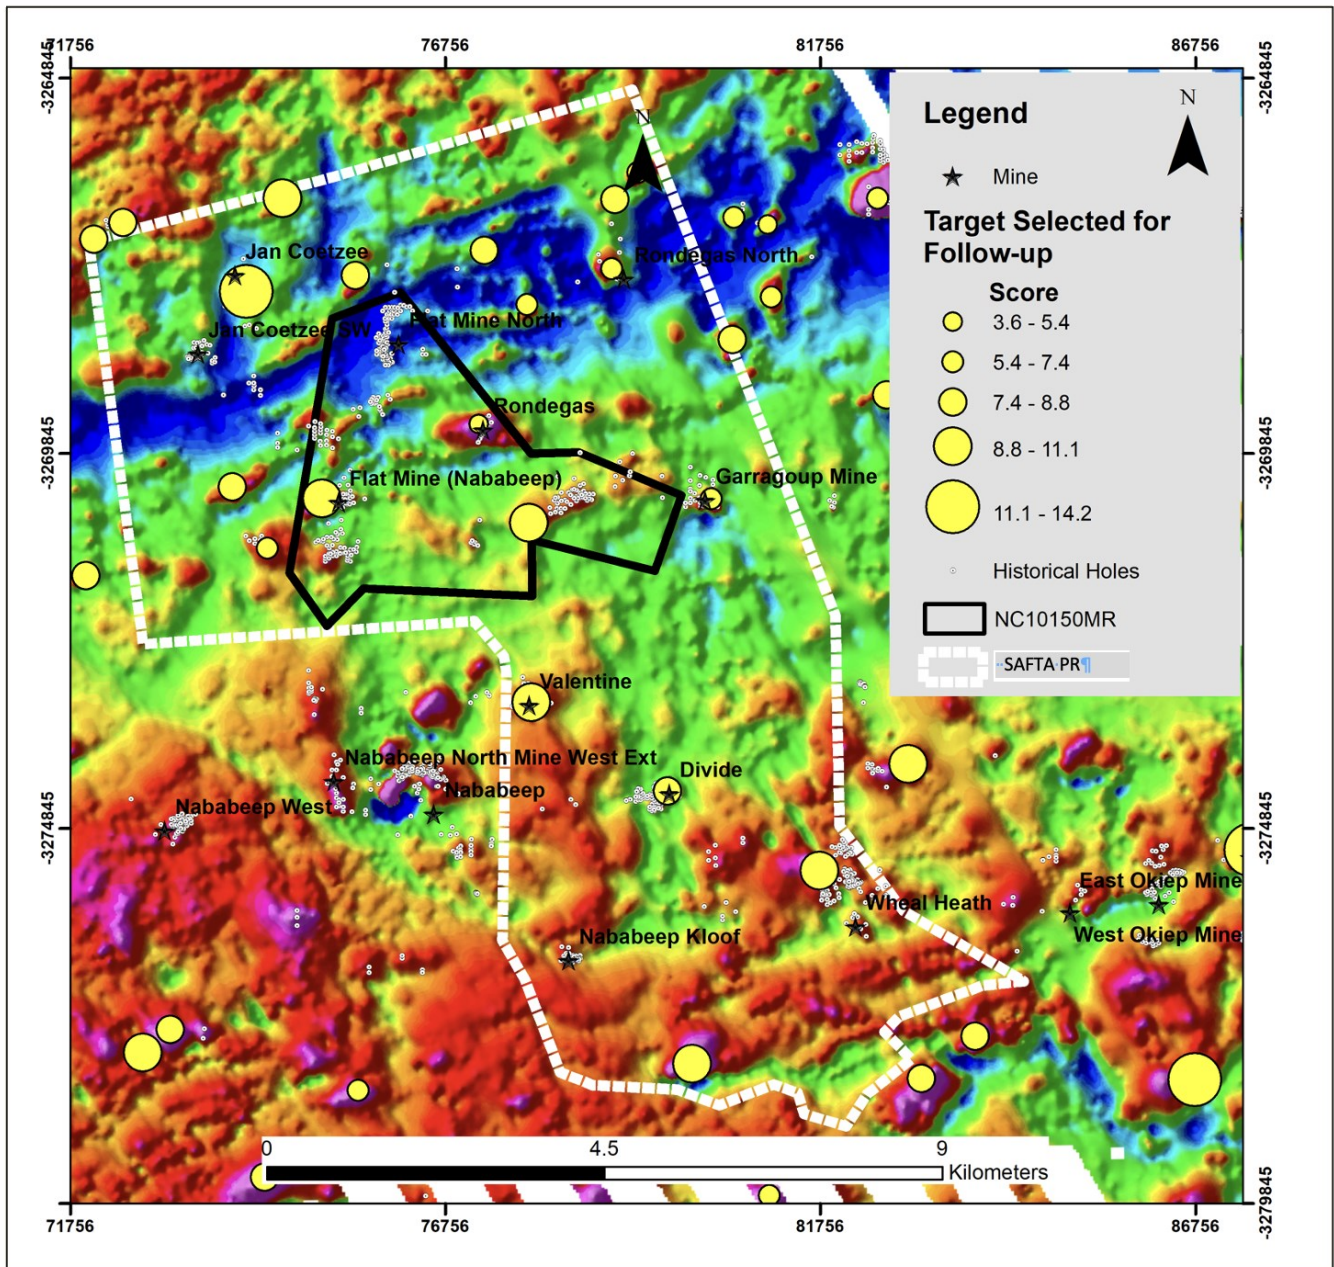 71756 76756 81756 86756
-3264845
-3264845
Legend
N
Mine
Target Selected for
Follow-up
Score
3.6 - 5.4
5.4 - 7.4
7.4 - 8.8
8.8 - 11.1
11.1 - 14.2
Historical Holes
NC10150MR
SAFTA PR¶
N
Jan Coetzee
Rondegas North
Jan Coetzee SW
Flat Mine North
Rondegas
-3269845
-3269845
Flat Mine (Nababeep)
Garragoup Mine
Valentine
Nababeep North Mine West Ext
Divide
Nababeep
Nababeep West
-3274845
-3274845
East Okiep Mine
Wheal Heath
West Okiep Mine
Nababeep Kloof
0 4.5 9
Kilometers
-3279845
71756 76756 81756 86756